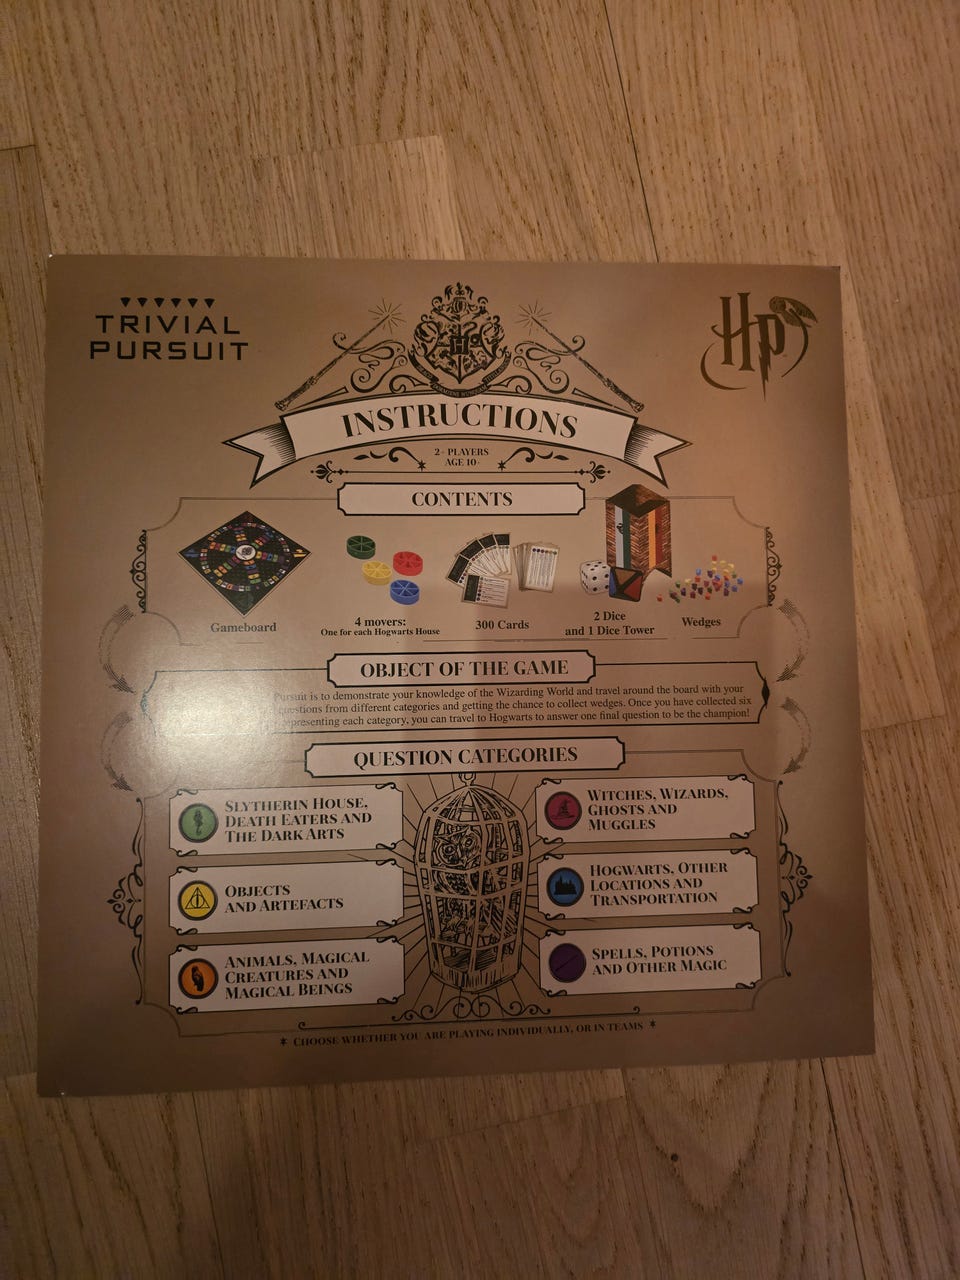 TRIVIAL
PURSUIT
HP
INSTRUCTIONS
2+ PLAYERS
AGE 10+
CONTENTS
Gameboard
4 movers:
One for each Hogwarts House
300 Cards
2 Dice
and 1 Dice Tower
Wedges
OBJECT OF THE GAME
Pursuit is to demonstrate your knowledge of the Wizarding World and travel around the board with your
questions from different categories and getting the chance to collect wedges. Once you have collected six
representing each category, you can travel to Hogwarts to answer one final question to be the champion!
QUESTION CATEGORIES
SLYTHERIN HOUSE,
DEATH EATERS AND
THE DARK ARTS
OBJECTS
AND ARTEFACTS
ANIMALS, MAGICAL
CREATURES AND
MAGICAL BEINGS
WITCHES, WIZARDS,
GHOSTS AND
MUGGLES
HOGWARTS, OTHER
LOCATIONS AND
TRANSPORTATION
SPELLS, POTIONS
AND OTHER MAGIC
CHOOSE WHETHER YOU ARE PLAYING INDIVIDUALLY, OR IN TEAMS